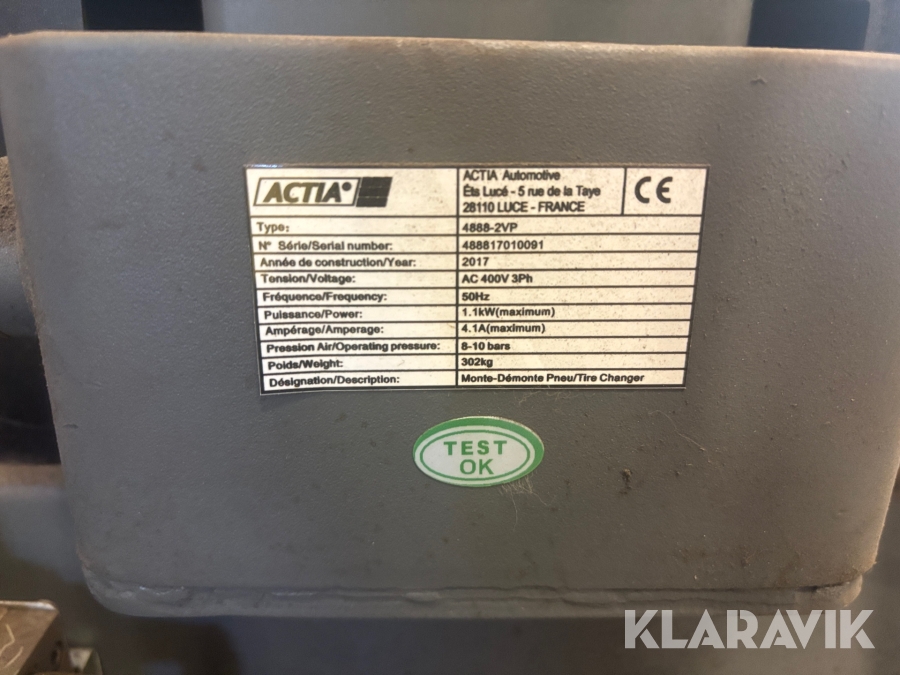 ACTIA
ACTIA Automotive
Éts Lucé - 5 rue de la Taye
28110 LUCE - FRANCE
CE
Type: 4888-2VP
N° Série/Serial number: 488817010091
Année de construction/Year: 2017
Tension/Voltage: AC 400V 3Ph
Fréquence/Frequency: 50Hz
Puissance/Power: 1.1kW(maximum)
Ampérage/Amperage: 4.1A(maximum)
Pression Air/Operating pressure: 8-10 bars
Poids/Weight: 302kg
Désignation/Description: Monte-Démonte Pneu/Tire Changer
TEST
OK
KLARAVIK